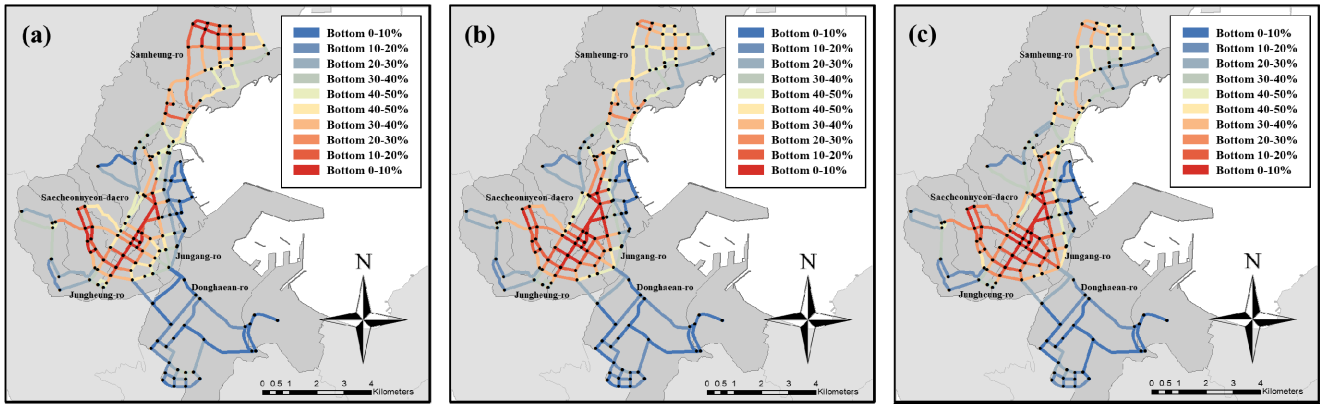 (a)
Bottom 0-10%
Bottom 10-20%
Bottom 20-30%
Bottom 30-40%
Bottom 40-50%
Bottom 40-50%
Bottom 30-40%
Bottom 20-30%
Bottom 10-20%
Bottom 0-10%
Samheung-ro
Saecheonnyeon-daero
Jungang-ro
Donghaean-ro
Jungheung-ro
N
0 0.5 1 2 3 4
Kilometers
(b)
Bottom 0-10%
Bottom 10-20%
Bottom 20-30%
Bottom 30-40%
Bottom 40-50%
Bottom 40-50%
Bottom 30-40%
Bottom 20-30%
Bottom 10-20%
Bottom 0-10%
Samheung-ro
Saecheonnyeon-daero
Jungang-ro
Donghaean-ro
Jungheung-ro
N
0 0.5 1 2 3 4
Kilometers
(c)
Bottom 0-10%
Bottom 10-20%
Bottom 20-30%
Bottom 30-40%
Bottom 40-50%
Bottom 40-50%
Bottom 30-40%
Bottom 20-30%
Bottom 10-20%
Bottom 0-10%
Samheung-ro
Saecheonnyeon-daero
Jungang-ro
Donghaean-ro
Jungheung-ro
N
0 0.5 1 2 3 4
Kilometers